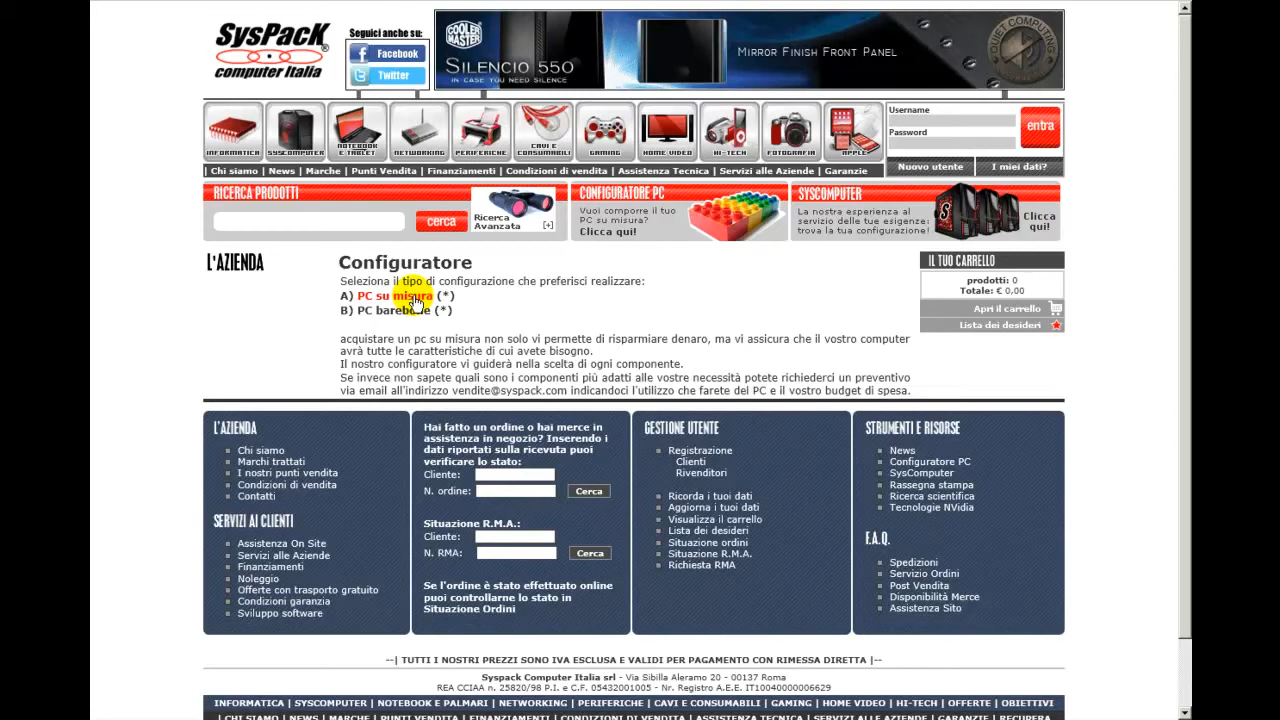 SysPacK
®
computer Italia
Seguici anche su:
Facebook
Twitter
COOLER MASTER
SILENCIO 550
IN CASE YOU NEED SILENCE
MIRROR FINISH FRONT PANEL
QUIET COMPUTING
INFORMATICA
SYSCOMPUTER
NOTEBOOK E TABLET
NETWORKING
PERIFERICHE
CAVI E CONSUMABILI
GAMING
HOME VIDEO
HI-TECH
FOTOGRAFIA
APPLE
Username
Password
entra
Nuovo utente
I miei dati?
| Chi siamo | News | Marche | Punti Vendita | Finanziamenti | Condizioni di vendita | Assistenza Tecnica | Servizi alle Aziende | Garanzie
RICERCA PRODOTTI
cerca
Ricerca Avanzata [+]
CONFIGURATORE PC
Vuoi comporre il tuo
PC su misura?
Clicca qui!
SYSCOMPUTER
La nostra esperienza al
servizio delle tue esigenze:
trova la tua configurazione!
Clicca qui!
L'AZIENDA
Configuratore
Seleziona il tipo di configurazione che preferisci realizzare:
A) PC su misura (*)
B) PC barebone (*)
acquistare un pc su misura non solo vi permette di risparmiare denaro, ma vi assicura che il vostro computer
avrà tutte le caratteristiche di cui avete bisogno.
Il nostro configuratore vi guiderà nella scelta di ogni componente.
Se invece non sapete quali sono i componenti più adatti alle vostre necessità potete richiederci un preventivo
via email all'indirizzo vendite@syspack.com indicandoci l'utilizzo che farete del PC e il vostro budget di spesa.
IL TUO CARRELLO
prodotti: 0
Totale: € 0,00
Apri il carrello
Lista dei desideri
L'AZIENDA
Chi siamo
Marchi trattati
I nostri punti vendita
Condizioni di vendita
Contatti
SERVIZI AI CLIENTI
Assistenza On Site
Servizi alle Aziende
Finanziamenti
Noleggio
Offerte con trasporto gratuito
Condizioni garanzia
Sviluppo software
Hai fatto un ordine o hai merce in
assistenza in negozio? Inserendo i
dati riportati sulla ricevuta puoi
verificare lo stato:
Cliente:
N. ordine:
Cerca
Situazione R.M.A.:
Cliente:
N. RMA:
Cerca
Se l'ordine è stato effettuato online
puoi controllerne lo stato in
Situazione Ordini
GESTIONE UTENTE
Registrazione
Clienti
Rivenditori
Ricorda i tuoi dati
Aggiorna i tuoi dati
Visualizza il carrello
Lista dei desideri
Situazione ordini
Situazione R.M.A.
Richiesta RMA
STRUMENTI E RISORSE
News
Configuratore PC
SysComputer
Rassegna stampa
Ricerca scientifica
Tecnologie NVidia
F.A.Q.
Spedizioni
Servizio Ordini
Post Vendita
Disponibilità Merce
Assistenza Sito
--| TUTTI I NOSTRI PREZZI SONO IVA ESCLUSA E VALIDI PER PAGAMENTO CON RIMESSA DIRETTA |--
Syspack Computer Italia srl - Via Sibilla Aleramo 20 - 00137 Roma
REA CCIAA n. 25820/98 P.I. e C.F. 05432001005 - Nr. Registro A.E.E. IT10040000006629
INFORMATICA | SYSCOMPUTER | NOTEBOOK E PALMARI | NETWORKING | PERIFERICHE | CAVI E CONSUMABILI | GAMING | HOME VIDEO | HI-TECH | OFFERTE | OBIETTIVI
| CHI SIAMO | NEWS | MARCHE | PUNTI VENDITA | FINANZIAMENTI | CONDIZIONI DI VENDITA | ASSISTENZA TECNICA | SERVIZI ALLE AZIENDE | GARANZIE | RECUPERA